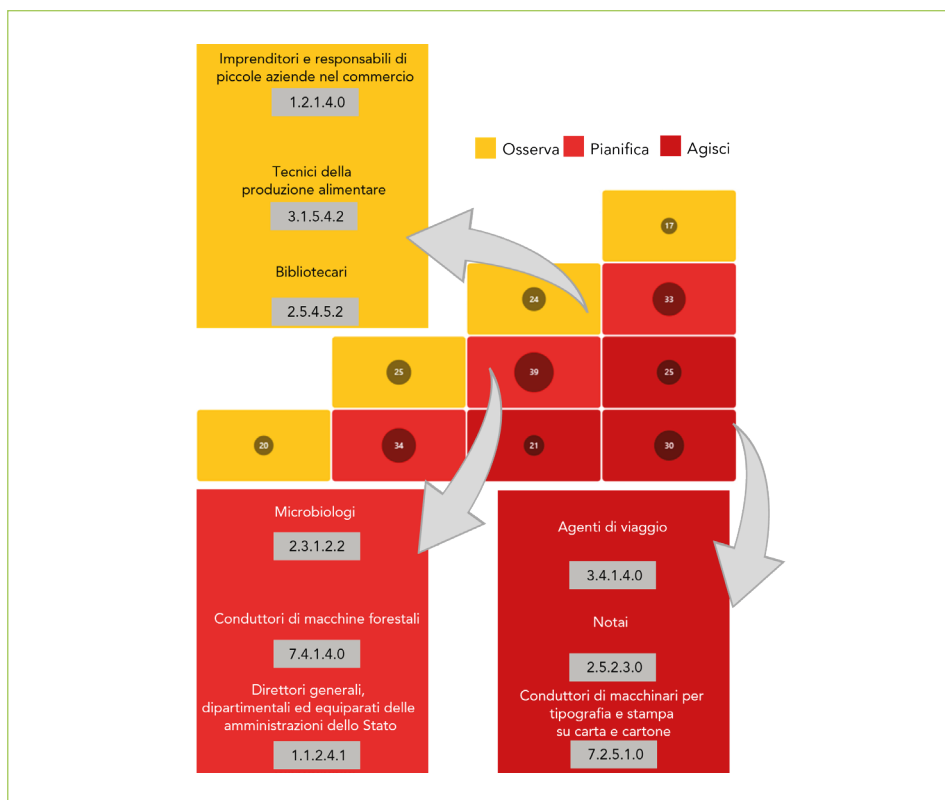 Imprenditori e responsabili di
piccole aziende nel commercio
1.2.1.4.0
Tecnici della
produzione alimentare
3.1.5.4.2
Bibliotecari
2.5.4.5.2
Osserva
Pianifica
Agisci
17
24
33
25
39
25
20
34
21
30
Microbiologi
2.3.1.2.2
Conduttori di macchine forestali
7.4.1.4.0
Direttori generali,
dipartimentali ed equiparati delle
amministrazioni dello Stato
1.1.2.4.1
Agenti di viaggio
3.4.1.4.0
Notai
2.5.2.3.0
Conduttori di macchinari per
tipografia e stampa
su carta e cartone
7.2.5.1.0